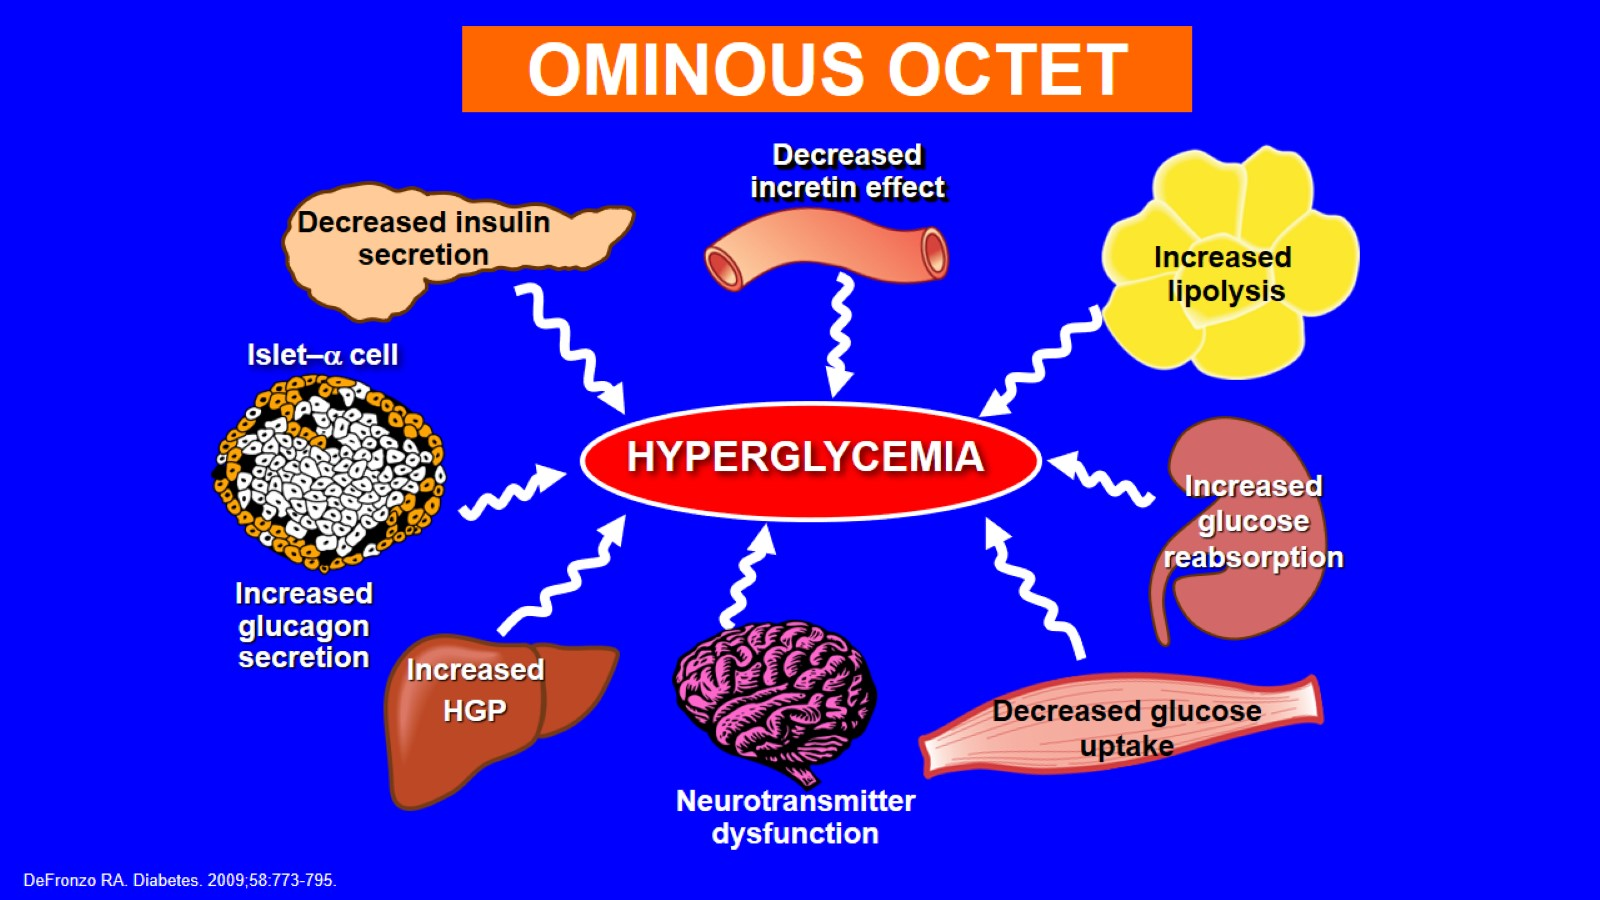 OMINOUS OCTET
Decreased
incretin effect
Decreased insulin
secretion
Increased
lipolysis
Islet–α cell
HYPERGLYCEMIA
Increased
glucose
reabsorption
Increased
glucagon
secretion
Increased
HGP
Decreased glucose
uptake
Neurotransmitter
dysfunction
DeFronzo RA. Diabetes. 2009;58:773-795.